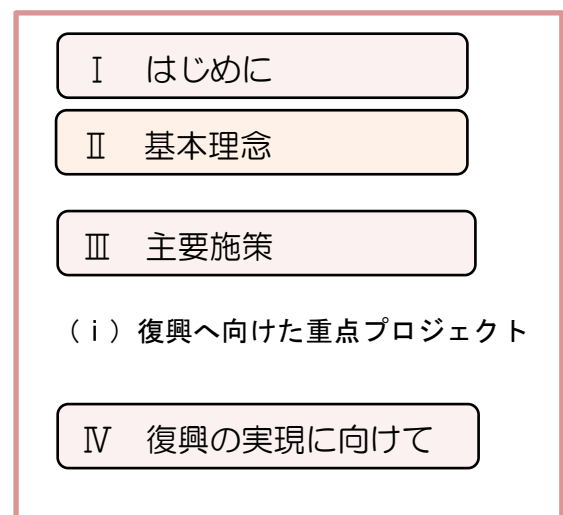 Ⅰ　はじめに
Ⅱ　基本理念
Ⅲ　主要施策
（ⅰ）復興へ向けた重点プロジェクト
Ⅳ　復興の実現に向けて